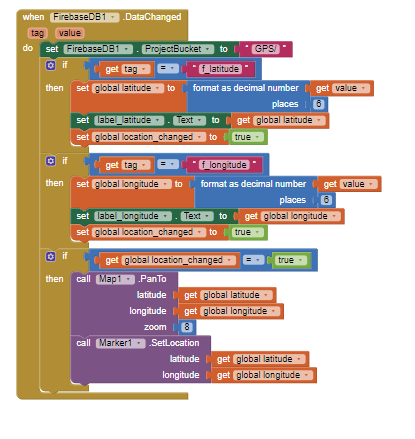 when FirebaseDB1 .DataChanged
tag value
do set FirebaseDB1 . ProjectBucket to " GPS/ "
if get tag = " f_latitude "
then set global latitude to format as decimal number get value
places 6
set label_latitude . Text to get global latitude
set global location_changed to true
if get tag = " f_longitude "
then set global longitude to format as decimal number get value
places 6
set label_longitude . Text to get global longitude
set global location_changed to true
if get global location_changed = true
then call Map1 .PanTo
latitude get global latitude
longitude get global longitude
zoom 8
call Marker1 .SetLocation
latitude get global latitude
longitude get global longitude